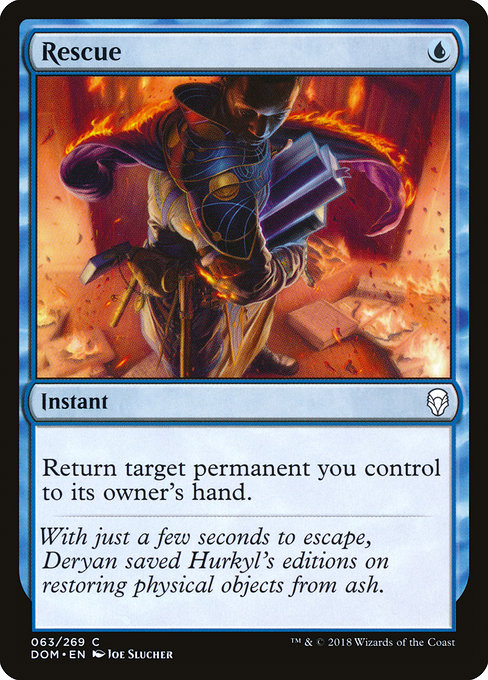 Rescue
Instant
Return target permanent you control
to its owner's hand.
With just a few seconds to escape,
Deryan saved Hurkyl's editions on
restoring physical objects from ash.
063/269 C
™ & © 2018 Wizards of the Coast
DOM • EN Joe Slucher